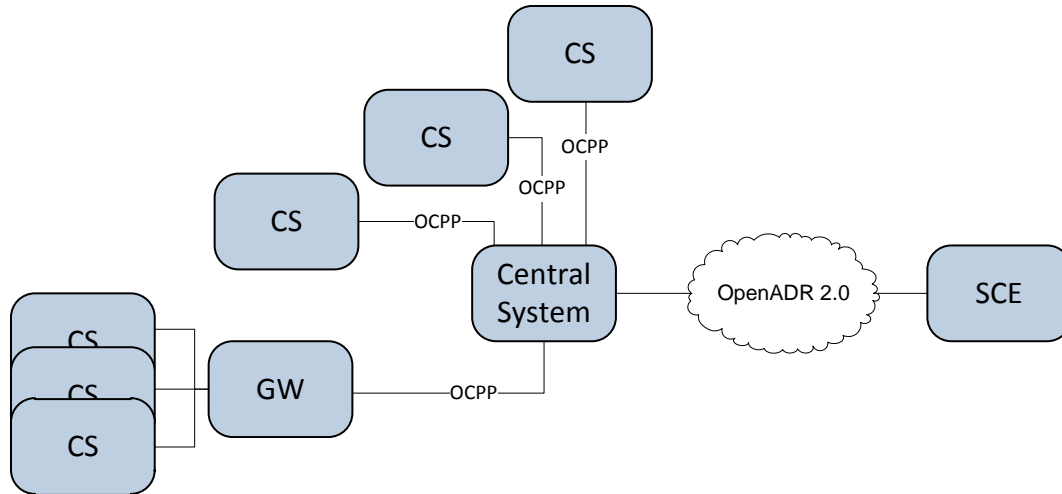 CS
CS
OCPP
OCPP
CS
OCPP
Central
System
OpenADR 2.0
SCE
CS
CS
CS
GW
OCPP